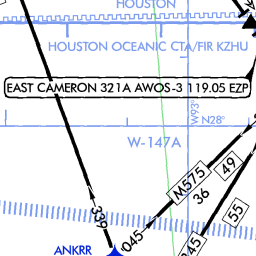 HOUSTON
HOUSTON OCEANIC CTA/FIR KZHU
EAST CAMERON 321A AWOS-3 119.05 EZP
W93°
N28°
W-147A
M575
49
36
339
55
045
045
ANKRR